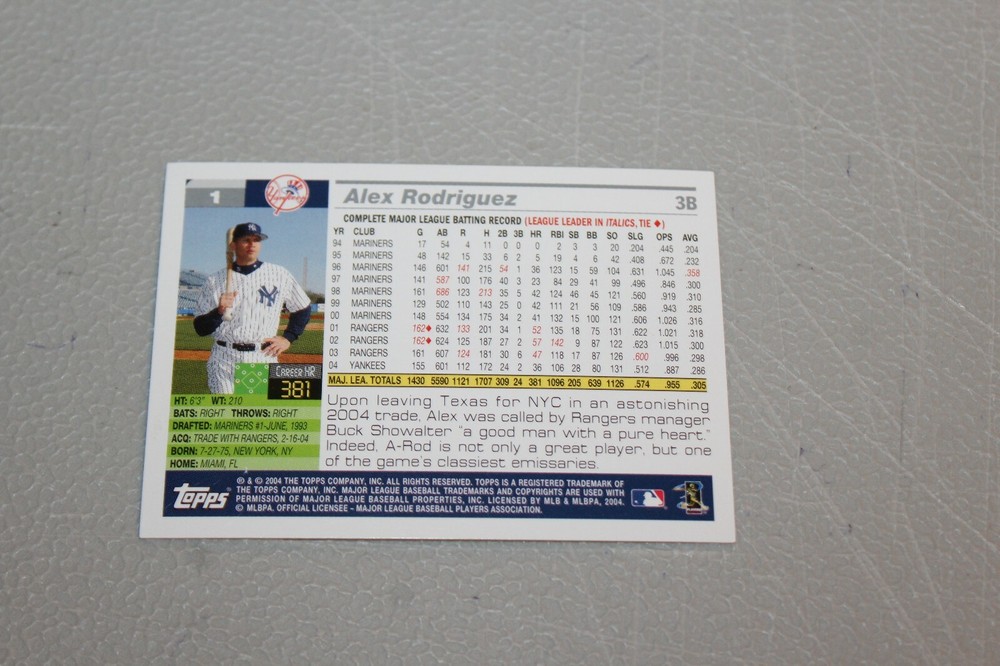 1
Yankees
Alex Rodriguez 3B
COMPLETE MAJOR LEAGUE BATTING RECORD (LEAGUE LEADER IN ITALICS, TIE ♦)
YR CLUB G AB R H 2B 3B HR RBI SB BB SO SLG OPS AVG
94 MARINERS 17 54 4 11 0 0 0 2 3 3 20 .204 .445 .204
95 MARINERS 48 142 15 33 6 2 5 19 4 6 42 .408 .672 .232
96 MARINERS 146 601 141 215 54 1 36 123 15 59 104 .631 1.045 .358
97 MARINERS 141 587 100 176 40 3 23 84 29 41 99 .496 .846 .300
98 MARINERS 161 686 123 213 35 5 42 124 46 45 121 .560 .919 .310
99 MARINERS 129 502 110 143 25 0 42 111 21 56 109 .586 .943 .285
00 MARINERS 148 554 134 175 34 2 41 132 15 100 121 .606 1.026 .316
01 RANGERS 162♦ 632 133 201 34 1 52 135 18 75 131 .622 1.021 .318
02 RANGERS 162♦ 624 125 187 27 2 57 142 9 87 122 .623 1.015 .300
03 RANGERS 161 607 124 181 30 6 47 118 17 87 126 .600 .996 .298
04 YANKEES 155 601 112 172 24 2 36 106 28 80 131 .512 .887 .286
MAJ. LEA. TOTALS 1430 5590 1121 1707 309 24 381 1096 205 639 1126 .574 .955 .305
CAREER HR
381
HT: 6'3" WT: 210
BATS: RIGHT THROWS: RIGHT
DRAFTED: MARINERS #1-JUNE, 1993
ACQ: TRADE WITH RANGERS, 2-16-04
BORN: 7-27-75, NEW YORK, NY
HOME: MIAMI, FL
Upon leaving Texas for NYC in an astonishing
2004 trade, Alex was called by Rangers manager
Buck Showalter "a good man with a pure heart."
Indeed, A-Rod is not only a great player, but one
of the game's classiest emissaries.
Topps
® & © 2004 THE TOPPS COMPANY, INC. ALL RIGHTS RESERVED. TOPPS IS A REGISTERED TRADEMARK OF
THE TOPPS COMPANY, INC. MAJOR LEAGUE BASEBALL TRADEMARKS AND COPYRIGHTS ARE USED WITH
PERMISSION OF MAJOR LEAGUE BASEBALL PROPERTIES, INC. LICENSED BY MLB & MLBPA, 2004.
© MLBPA. OFFICIAL LICENSEE - MAJOR LEAGUE BASEBALL PLAYERS ASSOCIATION.